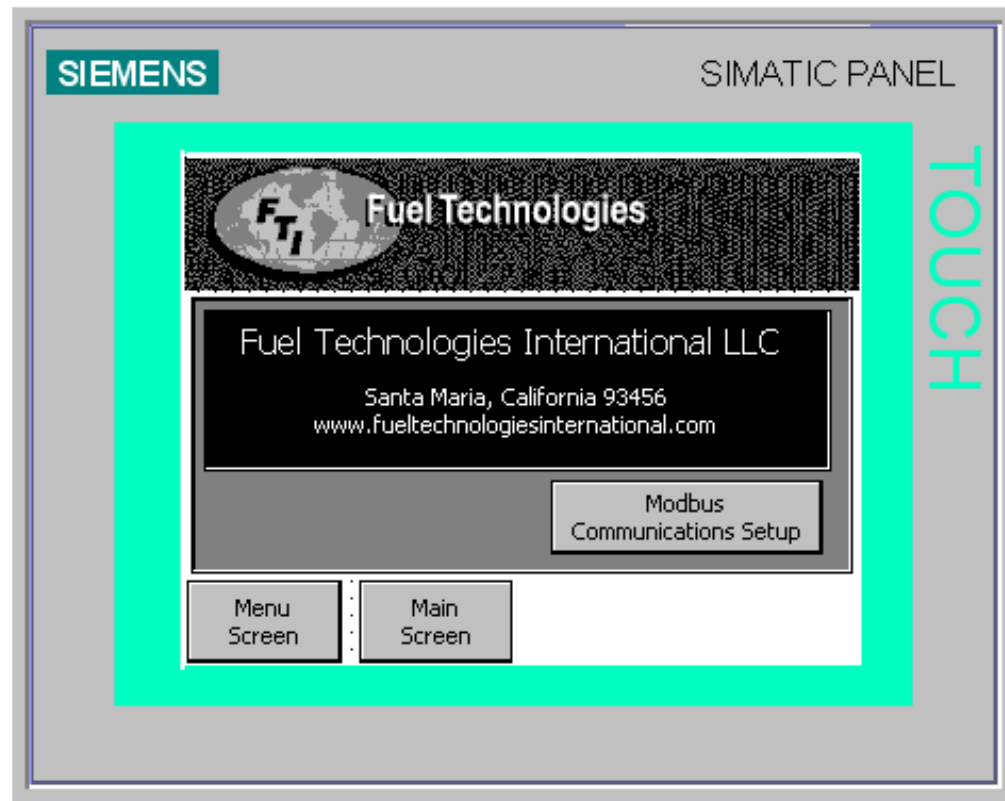 SIEMENS
SIMATIC PANEL
TOUCH
FTI
Fuel Technologies
Fuel Technologies International LLC
Santa Maria, California 93456
www.fueltechnologiesinternational.com
Modbus
Communications Setup
Menu
Screen
Main
Screen